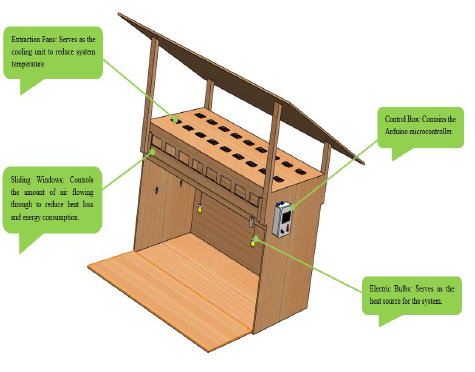 Extraction Fans: Serves as the
cooling unit to reduce system
temperature.
Control Box: Contains the
Arduino microcontroller.
Sliding Windows: Controls
the amount of air flowing
through to reduce heat loss
and energy consumption.
Electric Bulbs: Serves as the
heat source for the system.